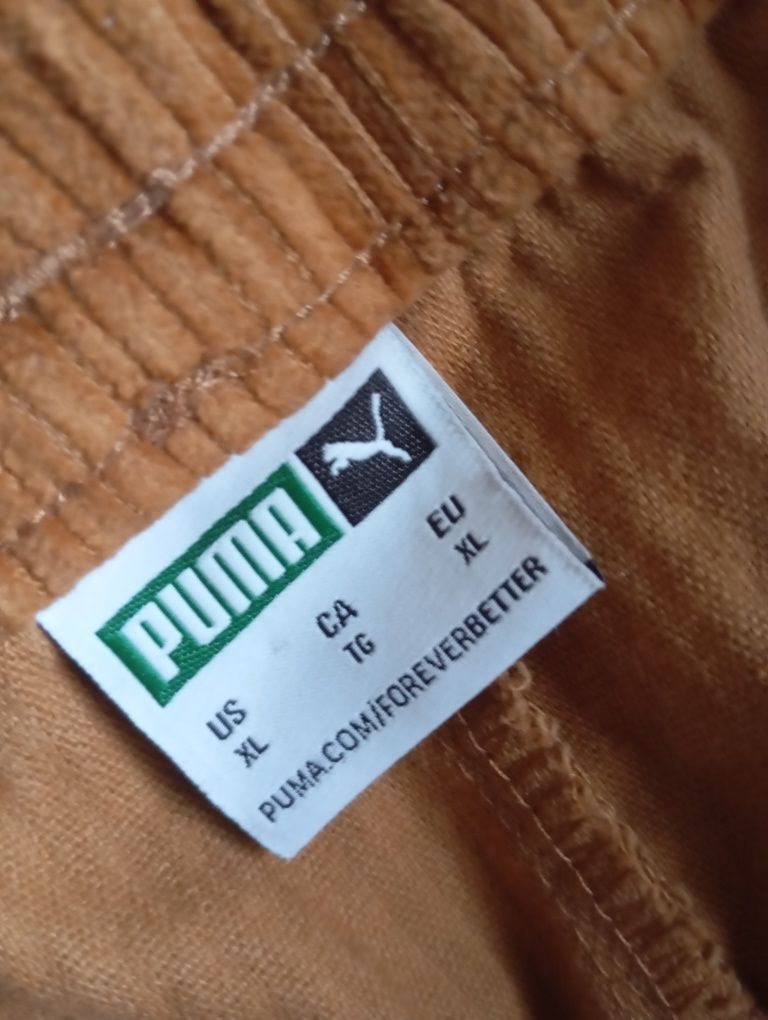 PUMA
US CA EU
XL TG XL
PUMA.COM/FOREVERBETTER